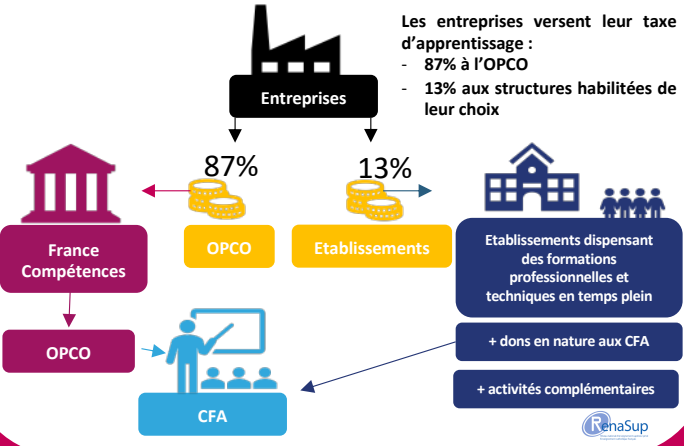 Les entreprises versent leur taxe
d'apprentissage :
- 87% à l'OPCO
- 13% aux structures habilitées de
leur choix
Entreprises
87%
13%
France
Compétences
OPCO
Etablissements
Etablissements dispensant
des formations
professionnelles et
techniques en temps plein
OPCO
+ dons en nature aux CFA
+ activités complémentaires
CFA
RenaSup